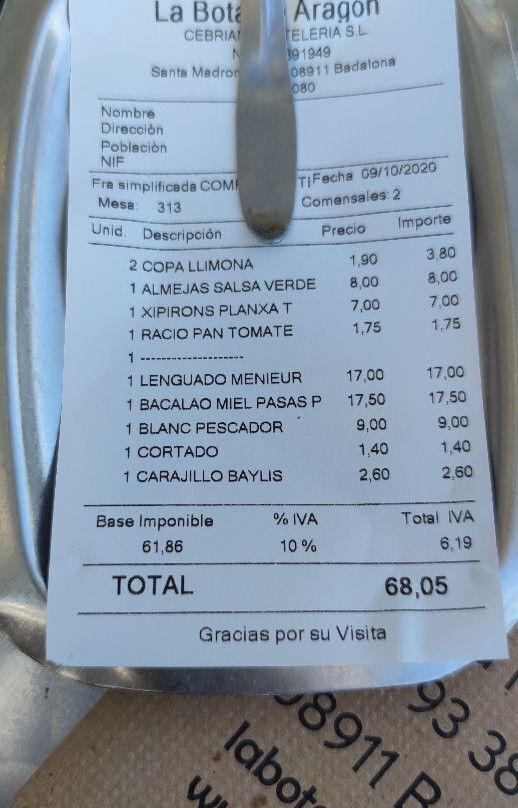 La Bota Aragon
CEBRIA TELERIA S.L.
N 391949
Santa Madror 08911 Badalona
080
Nombre
Dirección
Población
NIF
Fra simplificada COM T Fecha 09/10/2020
Mesa: 313 Comensales: 2
Unid. Descripción Precio Importe
2 COPA LLIMONA 1,90 3,80
1 ALMEJAS SALSA VERDE 8,00 8,00
1 XIPIRONS PLANXA T 7,00 7,00
1 RACIO PAN TOMATE 1,75 1,75
1 --------------------
1 LENGUADO MENIEUR 17,00 17,00
1 BACALAO MIEL PASAS P 17,50 17,50
1 BLANC PESCADOR 9,00 9,00
1 CORTADO 1,40 1,40
1 CARAJILLO BAYLIS 2,60 2,60
Base Imponible % IVA Total IVA
61,86 10 % 6,19
TOTAL 68,05
Gracias por su Visita
93 38
08911 B
labot
w